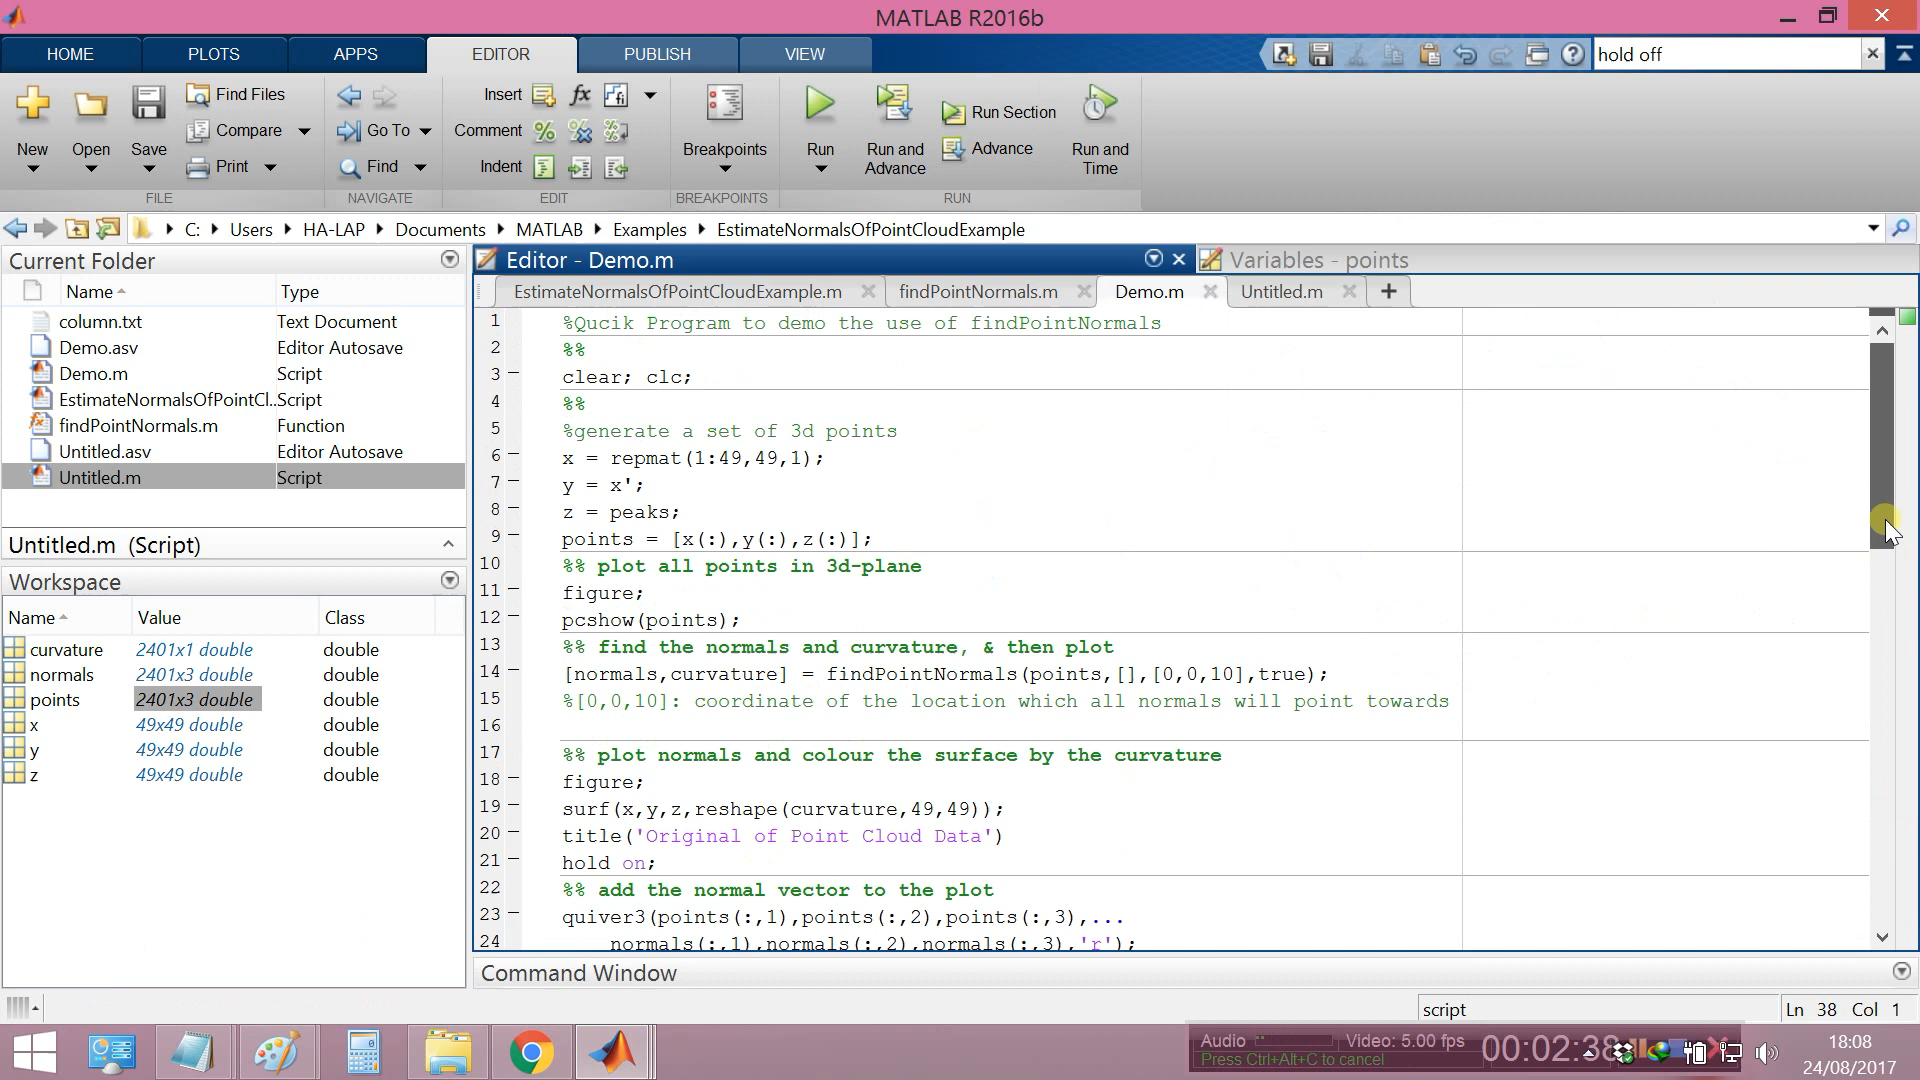 MATLAB R2016b
HOME PLOTS APPS EDITOR PUBLISH VIEW hold off
New Open Save Find Files Compare Print
FILE
Go To Find
NAVIGATE
Insert fx
Comment
Indent
EDIT
Breakpoints
BREAKPOINTS
Run Run and Advance Run Section Advance Run and Time
RUN
C: Users HA-LAP Documents MATLAB Examples EstimateNormalsOfPointCloudExample
Current Folder
Name Type
column.txt Text Document
Demo.asv Editor Autosave
Demo.m Script
EstimateNormalsOfPointCl... Script
findPointNormals.m Function
Untitled.asv Editor Autosave
Untitled.m Script
Untitled.m (Script)
Workspace
Name Value Class
curvature 2401x1 double double
normals 2401x3 double double
points 2401x3 double double
x 49x49 double double
y 49x49 double double
z 49x49 double double
Editor - Demo.m Variables - points
EstimateNormalsOfPointCloudExample.m findPointNormals.m Demo.m Untitled.m
1 %Qucik Program to demo the use of findPointNormals
2 %%
3 clear; clc;
4 %%
5 %generate a set of 3d points
6 x = repmat(1:49,49,1);
7 y = x';
8 z = peaks;
9 points = [x(:),y(:),z(:)];
10 %% plot all points in 3d-plane
11 figure;
12 pcshow(points);
13 %% find the normals and curvature, & then plot
14 [normals,curvature] = findPointNormals(points,[],[0,0,10],true);
15 %[0,0,10]: coordinate of the location which all normals will point towards
16
17 %% plot normals and colour the surface by the curvature
18 figure;
19 surf(x,y,z,reshape(curvature,49,49));
20 title('Original of Point Cloud Data')
21 hold on;
22 %% add the normal vector to the plot
23 quiver3(points(:,1),points(:,2),points(:,3),...
24 normals(:,1),normals(:,2),normals(:,3),'r');
Command Window
script Ln 38 Col 1
Audio Video: 5.00 fps 00:02:38
Press Ctrl+Alt+C to cancel
18:08
24/08/2017